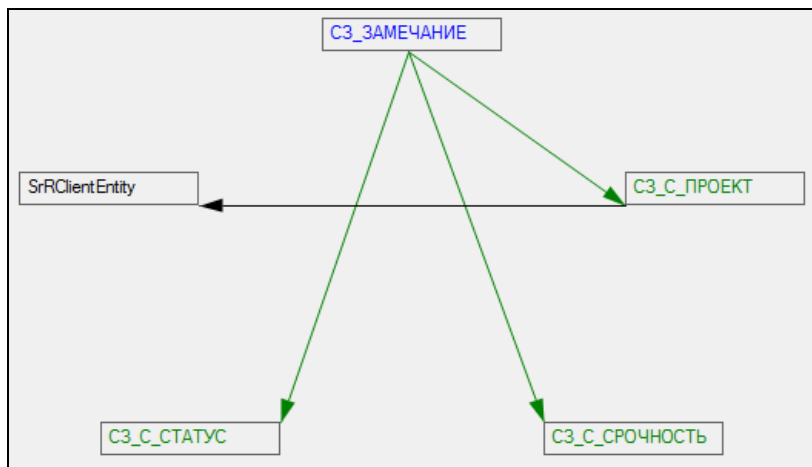 СЗ_ЗАМЕЧАНИЕ
SrRClientEntity
СЗ_С_ПРОЕКТ
СЗ_С_СТАТУС
СЗ_С_СРОЧНОСТЬ